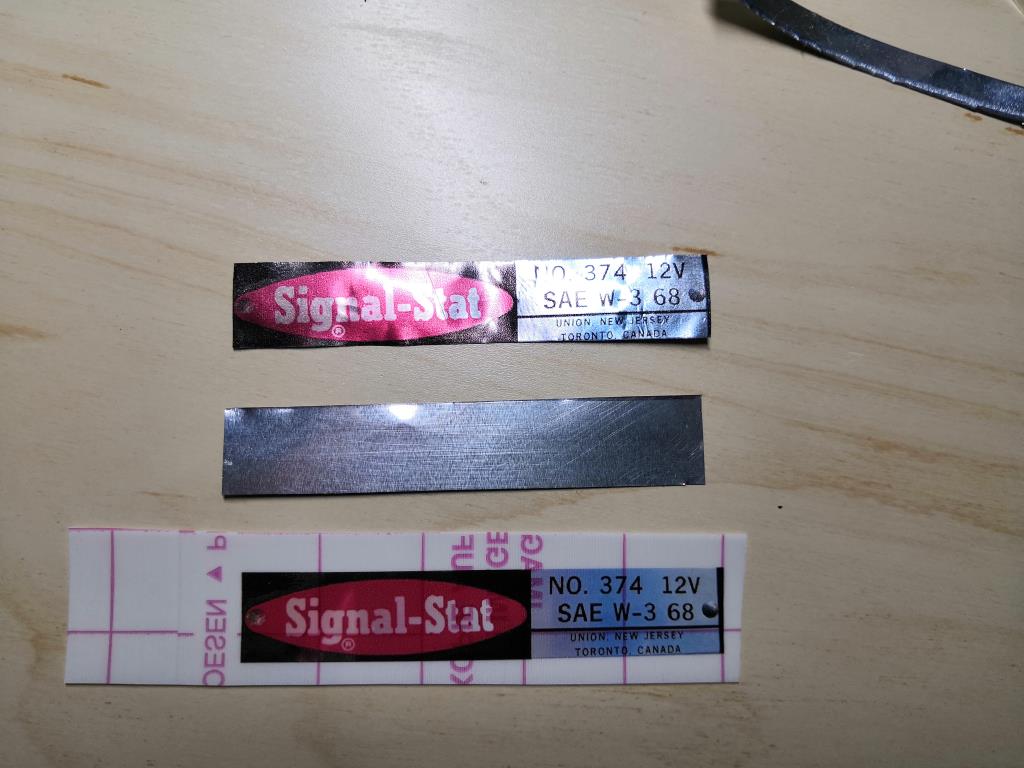 Signal-Stat
®
NO. 374 12V
SAE W-3 68
UNION, NEW JERSEY
TORONTO, CANADA
Signal-Stat
®
NO. 374 12V
SAE W-3 68
UNION, NEW JERSEY
TORONTO, CANADA